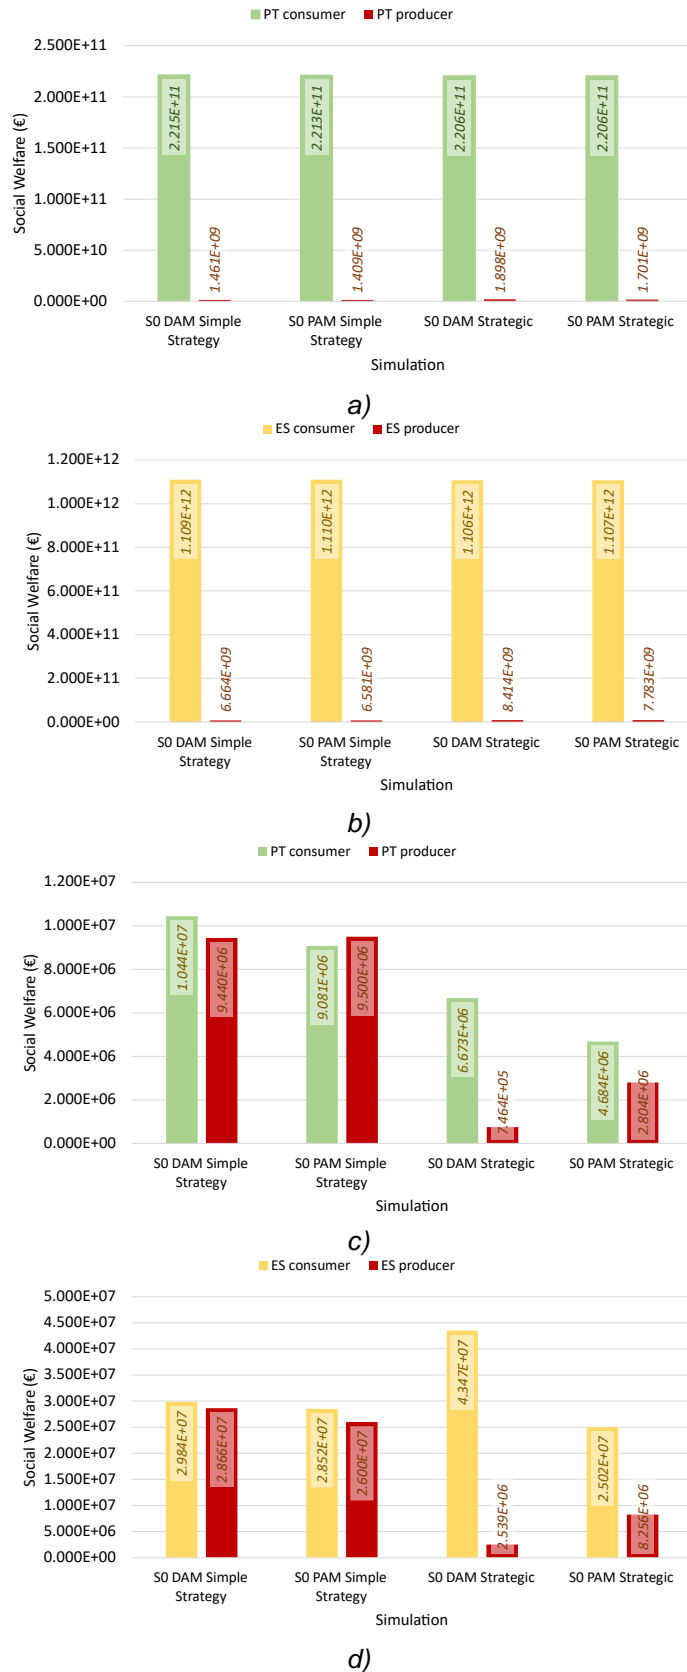 PT consumer PT producer
2.500E+11
2.000E+11
1.500E+11
1.000E+11
5.000E+10
0.000E+00
Social Welfare (€)
2.215E+11
1.461E+09
2.213E+11
1.409E+09
2.206E+11
1.898E+09
2.206E+11
1.701E+09
S0 DAM Simple Strategy
S0 PAM Simple Strategy
S0 DAM Strategic
S0 PAM Strategic
Simulation
a)
ES consumer ES producer
1.200E+12
1.000E+12
8.000E+11
6.000E+11
4.000E+11
2.000E+11
0.000E+00
Social Welfare (€)
1.109E+12
6.664E+09
1.110E+12
6.581E+09
1.106E+12
8.414E+09
1.107E+12
7.783E+09
S0 DAM Simple Strategy
S0 PAM Simple Strategy
S0 DAM Strategic
S0 PAM Strategic
Simulation
b)
PT consumer PT producer
1.200E+07
1.000E+07
8.000E+06
6.000E+06
4.000E+06
2.000E+06
0.000E+00
Social Welfare (€)
1.044E+07
9.440E+06
9.081E+06
9.500E+06
6.673E+06
7.464E+05
4.684E+06
2.804E+06
S0 DAM Simple Strategy
S0 PAM Simple Strategy
S0 DAM Strategic
S0 PAM Strategic
Simulation
c)
ES consumer ES producer
5.000E+07
4.500E+07
4.000E+07
3.500E+07
3.000E+07
2.500E+07
2.000E+07
1.500E+07
1.000E+07
5.000E+06
0.000E+00
Social Welfare (€)
2.984E+07
2.866E+07
2.852E+07
2.600E+07
4.347E+07
2.539E+06
2.502E+07
8.256E+06
S0 DAM Simple Strategy
S0 PAM Simple Strategy
S0 DAM Strategic
S0 PAM Strategic
Simulation
d)